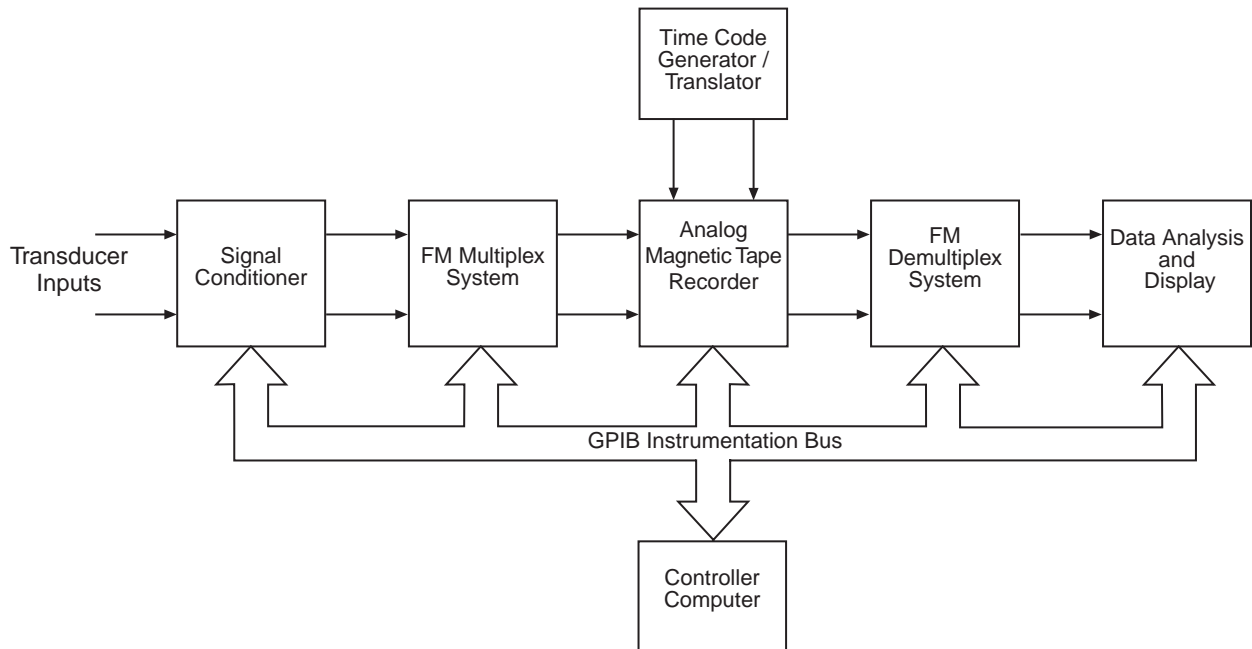 Time Code
Generator /
Translator
Transducer
Inputs
Signal
Conditioner
FM Multiplex
System
Analog
Magnetic Tape
Recorder
FM
Demultiplex
System
Data Analysis
and
Display
GPIB Instrumentation Bus
Controller
Computer